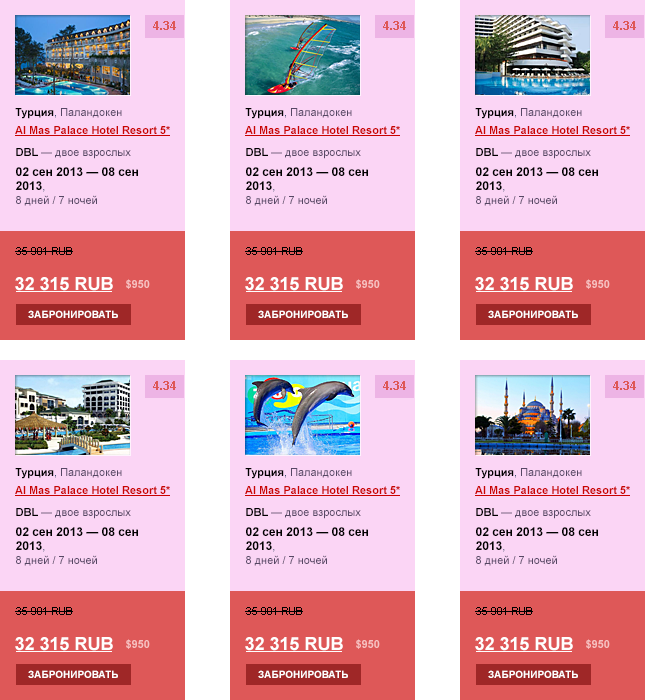 4.34
Турция, Паландокен
Al Mas Palace Hotel Resort 5*
DBL — двое взрослых
02 сен 2013 — 08 сен
2013,
8 дней / 7 ночей
35 901 RUB
32 315 RUB $950
ЗАБРОНИРОВАТЬ
4.34
Турция, Паландокен
Al Mas Palace Hotel Resort 5*
DBL — двое взрослых
02 сен 2013 — 08 сен
2013,
8 дней / 7 ночей
35 901 RUB
32 315 RUB $950
ЗАБРОНИРОВАТЬ
4.34
Турция, Паландокен
Al Mas Palace Hotel Resort 5*
DBL — двое взрослых
02 сен 2013 — 08 сен
2013,
8 дней / 7 ночей
35 901 RUB
32 315 RUB $950
ЗАБРОНИРОВАТЬ
4.34
Турция, Паландокен
Al Mas Palace Hotel Resort 5*
DBL — двое взрослых
02 сен 2013 — 08 сен
2013,
8 дней / 7 ночей
35 901 RUB
32 315 RUB $950
ЗАБРОНИРОВАТЬ
4.34
Турция, Паландокен
Al Mas Palace Hotel Resort 5*
DBL — двое взрослых
02 сен 2013 — 08 сен
2013,
8 дней / 7 ночей
35 901 RUB
32 315 RUB $950
ЗАБРОНИРОВАТЬ
4.34
Турция, Паландокен
Al Mas Palace Hotel Resort 5*
DBL — двое взрослых
02 сен 2013 — 08 сен
2013,
8 дней / 7 ночей
35 901 RUB
32 315 RUB $950
ЗАБРОНИРОВАТЬ